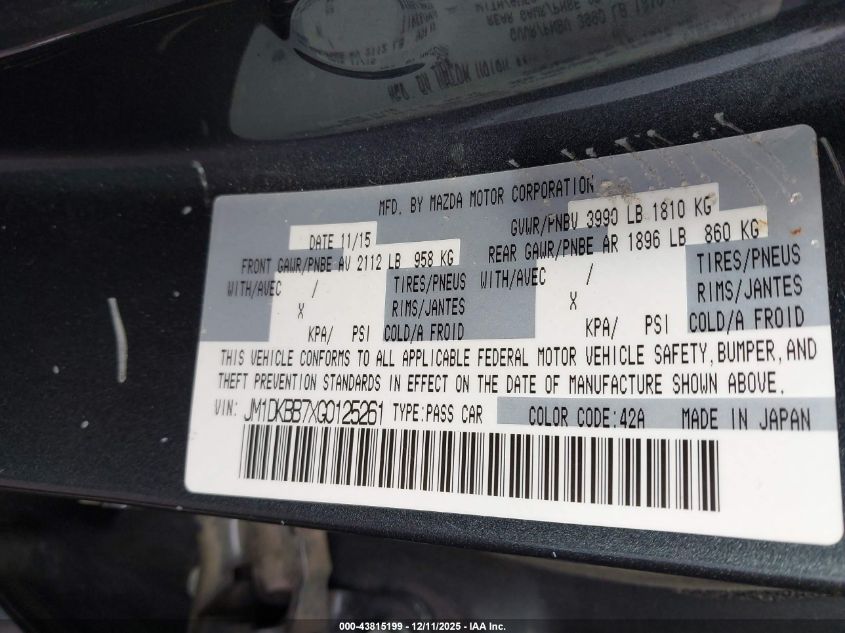 MFD. BY MAZDA MOTOR CORPORATION
DATE 11/15
GVWR/PNBV 3990 LB 1810 KG
FRONT GAWR/PNBE AV 2112 LB 958 KG
REAR GAWR/PNBE AR 1896 LB 860 KG
WITH/AVEC / TIRES/PNEUS WITH/AVEC / TIRES/PNEUS
X RIMS/JANTES X RIMS/JANTES
KPA/ PSI COLD/A FROID KPA/ PSI COLD/A FROID
THIS VEHICLE CONFORMS TO ALL APPLICABLE FEDERAL MOTOR VEHICLE SAFETY, BUMPER, AND
THEFT PREVENTION STANDARDS IN EFFECT ON THE DATE OF MANUFACTURE SHOWN ABOVE.
VIN: JM1DKBB7XG0125261 TYPE:PASS CAR COLOR CODE:42A MADE IN JAPAN
000-43815199 - 12/11/2025 - IAA Inc.